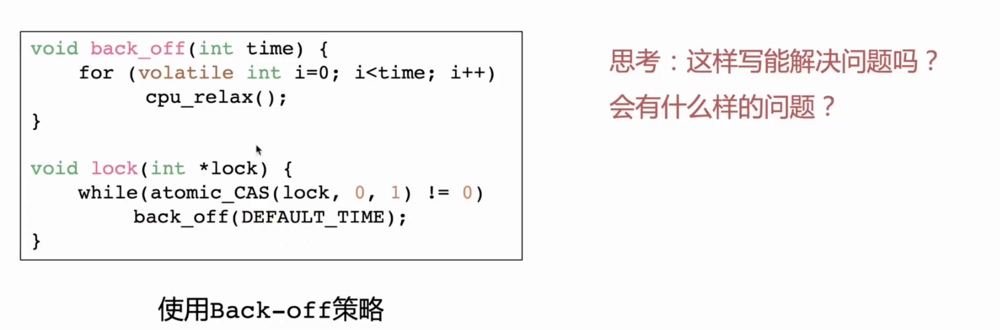 void back_off(int time) {
for (volatile int i=0; i<time; i++)
cpu_relax();
}
void lock(int *lock) {
while(atomic_CAS(lock, 0, 1) != 0)
back_off(DEFAULT_TIME);
}
使用Back-off策略
思考：这样写能解决问题吗？
会有什么样的问题？